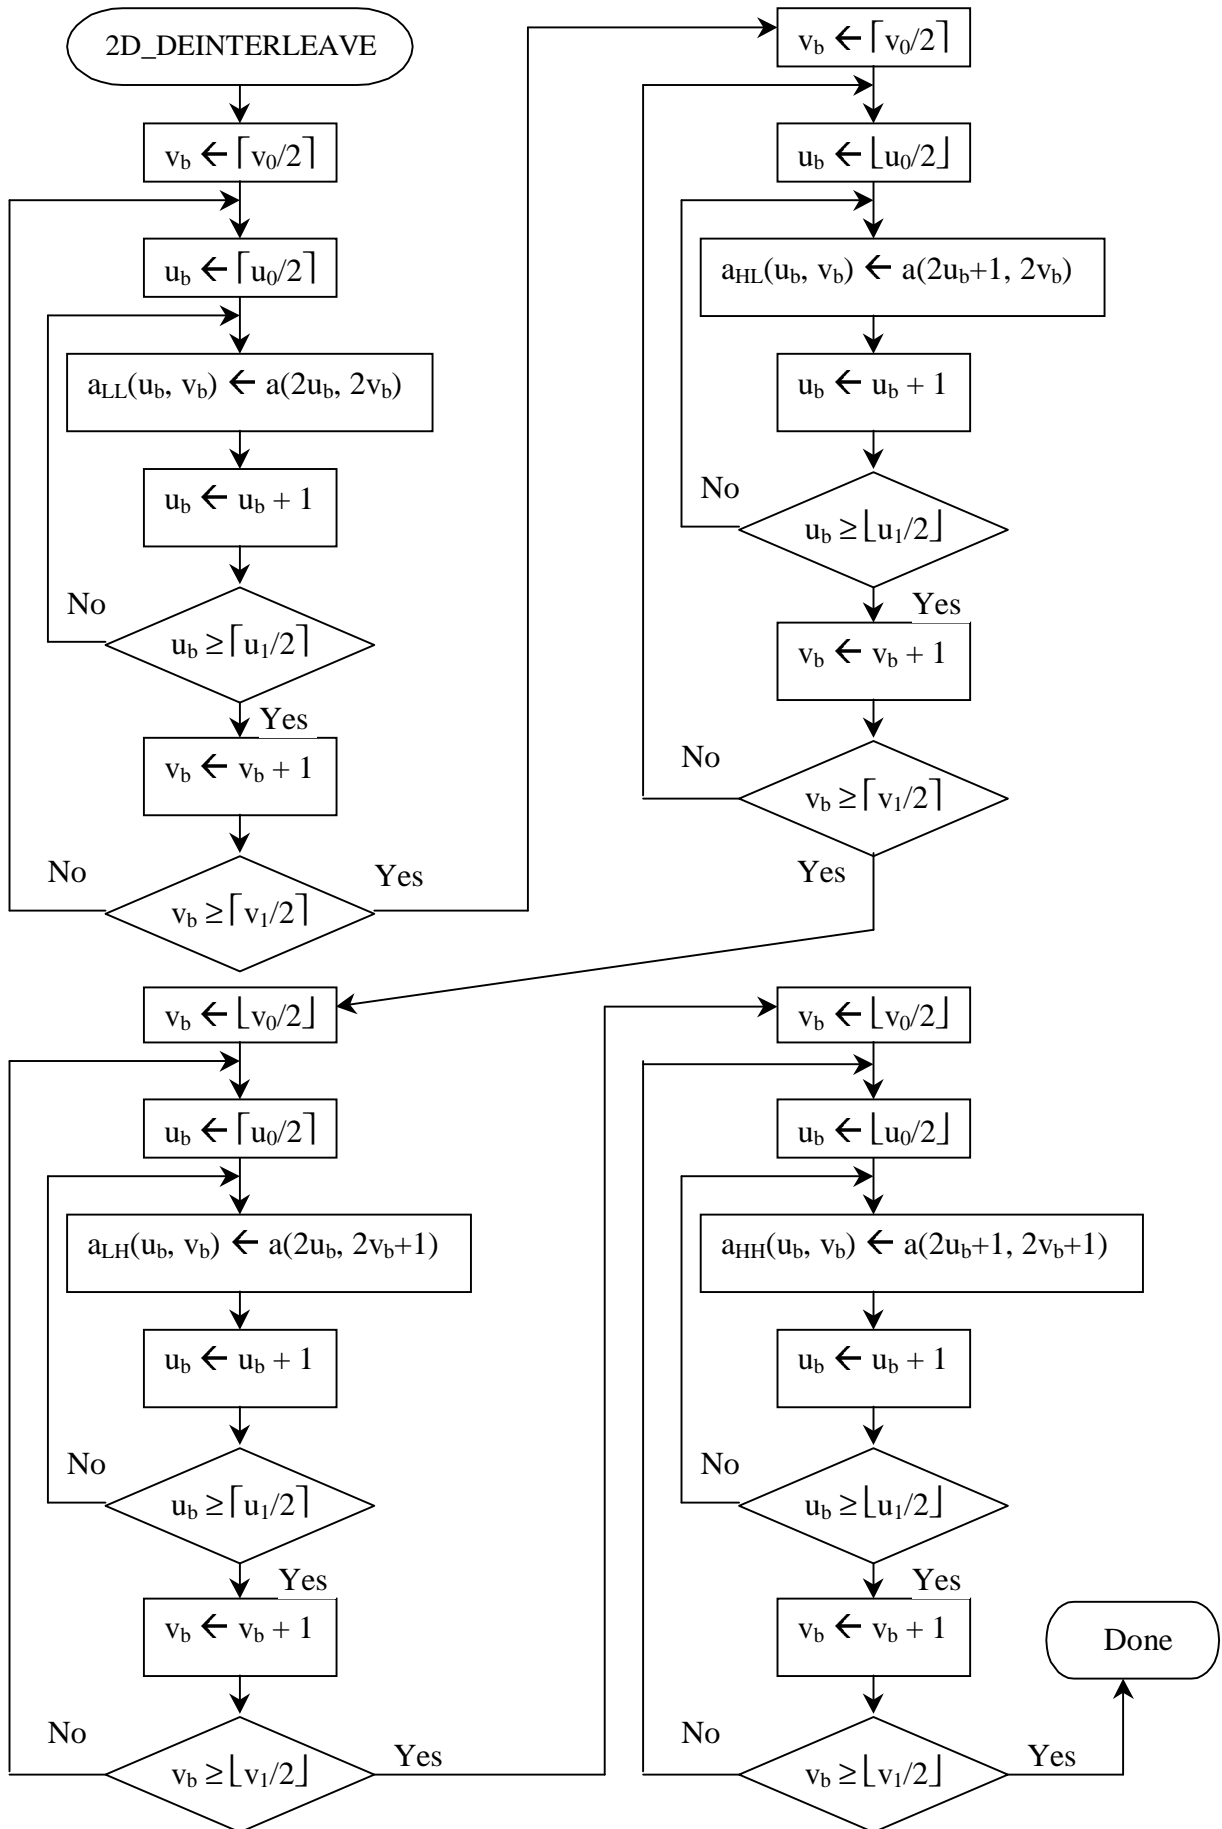 2D_DEINTERLEAVE
v_b ← ⌈v_0/2⌉
u_b ← ⌈u_0/2⌉
a_LL(u_b, v_b) ← a(2u_b, 2v_b)
u_b ← u_b + 1
No
u_b ≥ ⌈u_1/2⌉
Yes
v_b ← v_b + 1
No
Yes
v_b ≥ ⌈v_1/2⌉
v_b ← ⌈v_0/2⌉
u_b ← ⌊u_0/2⌋
a_HL(u_b, v_b) ← a(2u_b+1, 2v_b)
u_b ← u_b + 1
No
u_b ≥ ⌊u_1/2⌋
Yes
v_b ← v_b + 1
No
v_b ≥ ⌈v_1/2⌉
Yes
v_b ← ⌊v_0/2⌋
u_b ← ⌈u_0/2⌉
a_LH(u_b, v_b) ← a(2u_b, 2v_b+1)
u_b ← u_b + 1
No
u_b ≥ ⌈u_1/2⌉
Yes
v_b ← v_b + 1
No
Yes
v_b ≥ ⌊v_1/2⌋
v_b ← ⌊v_0/2⌋
u_b ← ⌊u_0/2⌋
a_HH(u_b, v_b) ← a(2u_b+1, 2v_b+1)
u_b ← u_b + 1
No
u_b ≥ ⌊u_1/2⌋
Yes
v_b ← v_b + 1
No
Yes
v_b ≥ ⌊v_1/2⌋
Done